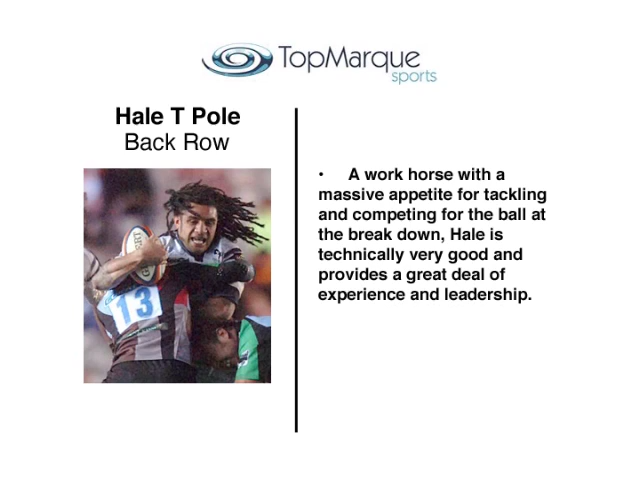 TopMarque
sports
Hale T Pole
Back Row
• A work horse with a
massive appetite for tackling
and competing for the ball at
the break down, Hale is
technically very good and
provides a great deal of
experience and leadership.
13